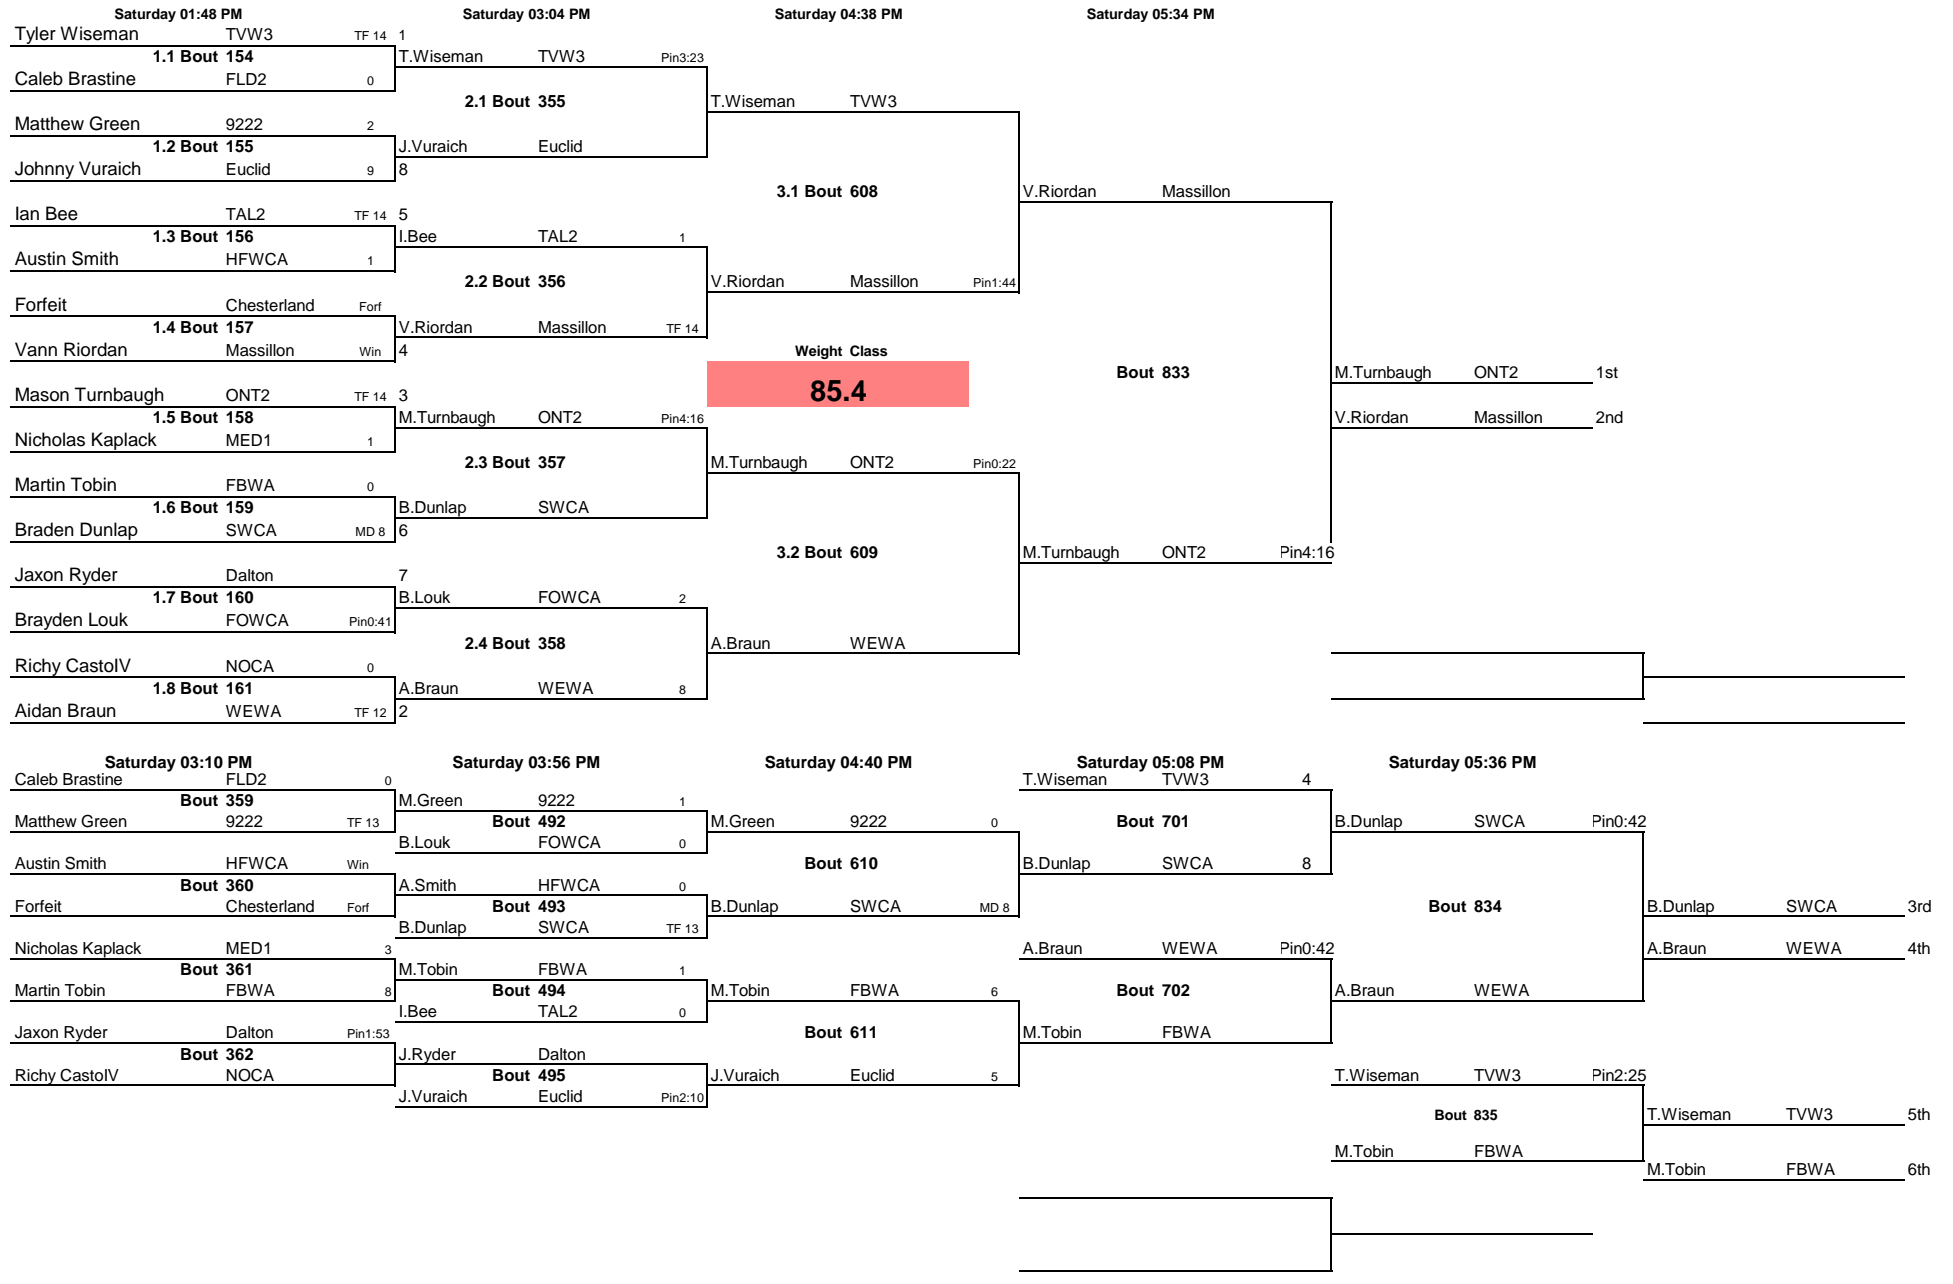 Saturday 01:48 PM Saturday 03:04 PM Saturday 04:38 PM Saturday 05:34 PM
Tyler Wiseman TVW3 TF 14 1
1.1 Bout 154 T.Wiseman TVW3 Pin3:23
Caleb Brastine FLD2 0
2.1 Bout 355 T.Wiseman TVW3
Matthew Green 9222 2
1.2 Bout 155 J.Vuraich Euclid
Johnny Vuraich Euclid 9 8
3.1 Bout 608 V.Riordan Massillon
Ian Bee TAL2 TF 14 5
1.3 Bout 156 I.Bee TAL2 1
Austin Smith HFWCA 1
2.2 Bout 356 V.Riordan Massillon Pin1:44
Forfeit Chesterland Forf
1.4 Bout 157 V.Riordan Massillon TF 14
Vann Riordan Massillon Win 4 Weight Class
Bout 833 M.Turnbaugh ONT2 1st
Mason Turnbaugh ONT2 TF 14 3 85.4
1.5 Bout 158 M.Turnbaugh ONT2 Pin4:16 V.Riordan Massillon 2nd
Nicholas Kaplack MED1 1
2.3 Bout 357 M.Turnbaugh ONT2 Pin0:22
Martin Tobin FBWA 0
1.6 Bout 159 B.Dunlap SWCA
Braden Dunlap SWCA MD 8 6
3.2 Bout 609 M.Turnbaugh ONT2 Pin4:16
Jaxon Ryder Dalton 7
1.7 Bout 160 B.Louk FOWCA 2
Brayden Louk FOWCA Pin0:41
2.4 Bout 358 A.Braun WEWA
Richy CastoIV NOCA 0
1.8 Bout 161 A.Braun WEWA 8
Aidan Braun WEWA TF 12 2
Saturday 03:10 PM Saturday 03:56 PM Saturday 04:40 PM Saturday 05:08 PM Saturday 05:36 PM
Caleb Brastine FLD2 0 T.Wiseman TVW3 4
Bout 359 M.Green 9222 1
Matthew Green 9222 TF 13 Bout 492 M.Green 9222 0 Bout 701 B.Dunlap SWCA Pin0:42
B.Louk FOWCA 0
Austin Smith HFWCA Win Bout 610 B.Dunlap SWCA 8
Bout 360 A.Smith HFWCA 0
Forfeit Chesterland Forf Bout 493 B.Dunlap SWCA MD 8 Bout 834 B.Dunlap SWCA 3rd
B.Dunlap SWCA TF 13
Nicholas Kaplack MED1 3 A.Braun WEWA Pin0:42 A.Braun WEWA 4th
Bout 361 M.Tobin FBWA 1
Martin Tobin FBWA 8 Bout 494 M.Tobin FBWA 6 Bout 702 A.Braun WEWA
I.Bee TAL2 0
Jaxon Ryder Dalton Pin1:53 Bout 611 M.Tobin FBWA
Bout 362 J.Ryder Dalton
Richy CastoIV NOCA Bout 495 J.Vuraich Euclid 5 T.Wiseman TVW3 Pin2:25
J.Vuraich Euclid Pin2:10
Bout 835 T.Wiseman TVW3 5th
M.Tobin FBWA
M.Tobin FBWA 6th